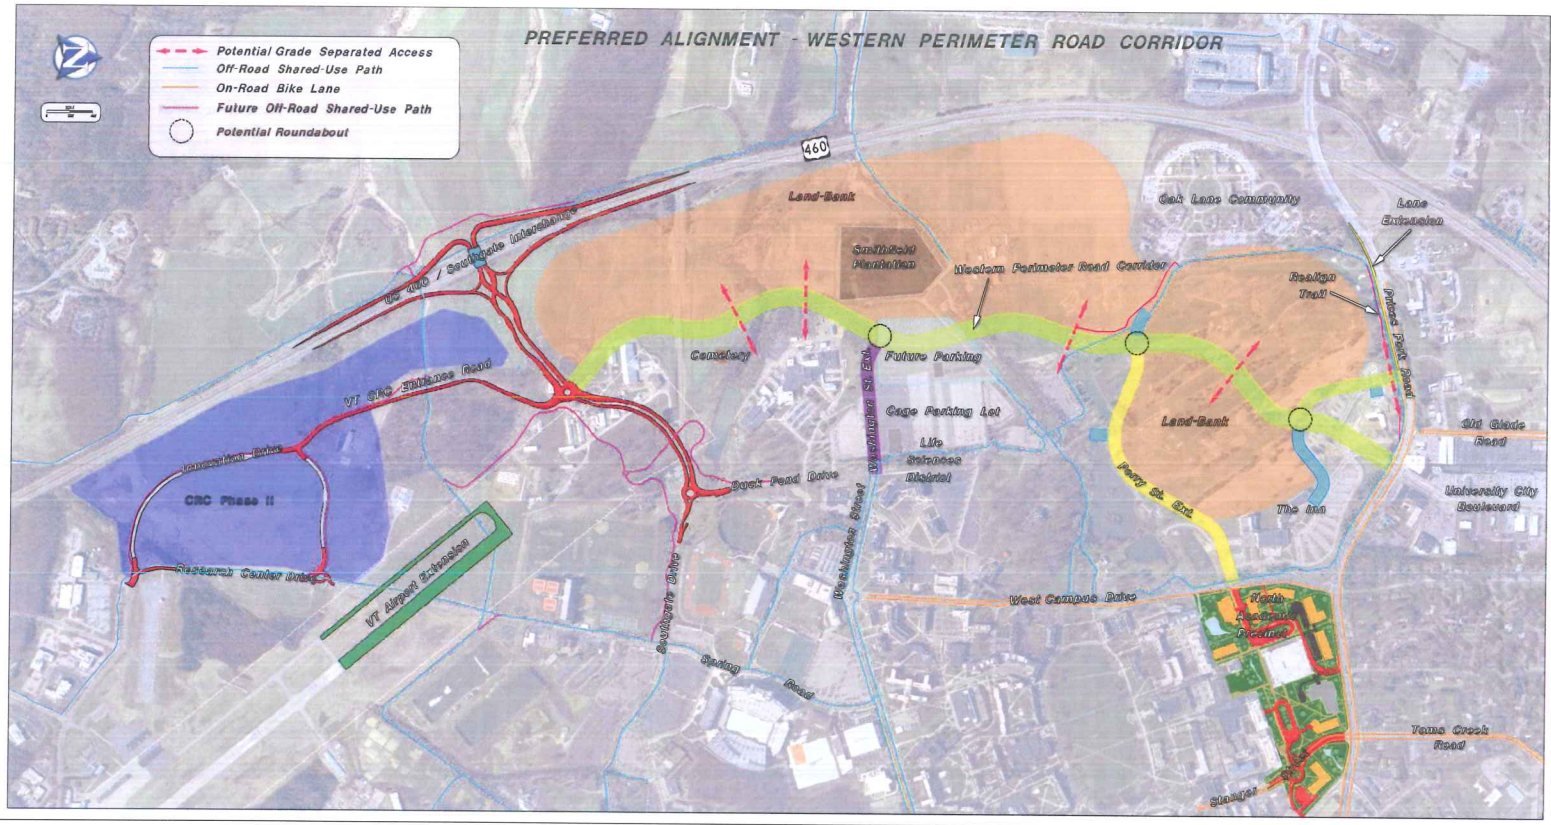 PREFERRED ALIGNMENT - WESTERN PERIMETER ROAD CORRIDOR
Potential Grade Separated Access
Off-Road Shared-Use Path
On-Road Bike Lane
Future Off-Road Shared-Use Path
Potential Roundabout
460
Land-Bank
Oak Lane Community
Lane
Extension
US 460 / Southgate Interchange
Smithfield
Plantation
Western Perimeter Road Corridor
Realign
Trail
Prices Fork Road
Cemetery
Future Parking
VT CRC Entrance Road
Washington St. Ext.
Cage Parking Lot
Land-Bank
Old Glade
Road
Innovation Drive
Life
Sciences
District
CRC Phase II
Duck Pond Drive
Perry St. Ext.
The Inn
University City
Boulevard
VT Airport Extension
Research Center Drive
Southgate Drive
Washington Street
West Campus Drive
North
Academic
Precinct
Spring
Road
Toms Creek
Road
Stanger